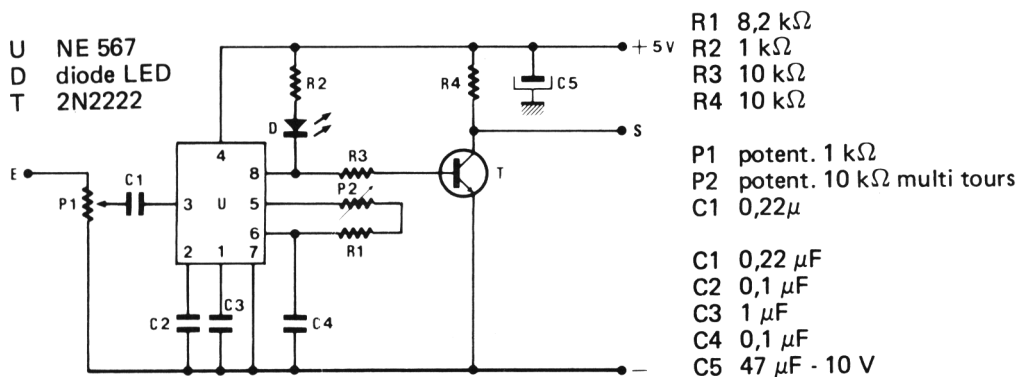 U NE 567
D diode LED
T 2N2222
+ 5 V
R2
R4
C5
D
S
4
8
R3
T
E
C1
P1
3
U
5
P2
6
R1
2
1
7
C2
C3
C4
−
R1 8,2 kΩ
R2 1 kΩ
R3 10 kΩ
R4 10 kΩ
P1 potent. 1 kΩ
P2 potent. 10 kΩ multi tours
C1 0,22μ
C1 0,22 μF
C2 0,1 μF
C3 1 μF
C4 0,1 μF
C5 47 μF - 10 V